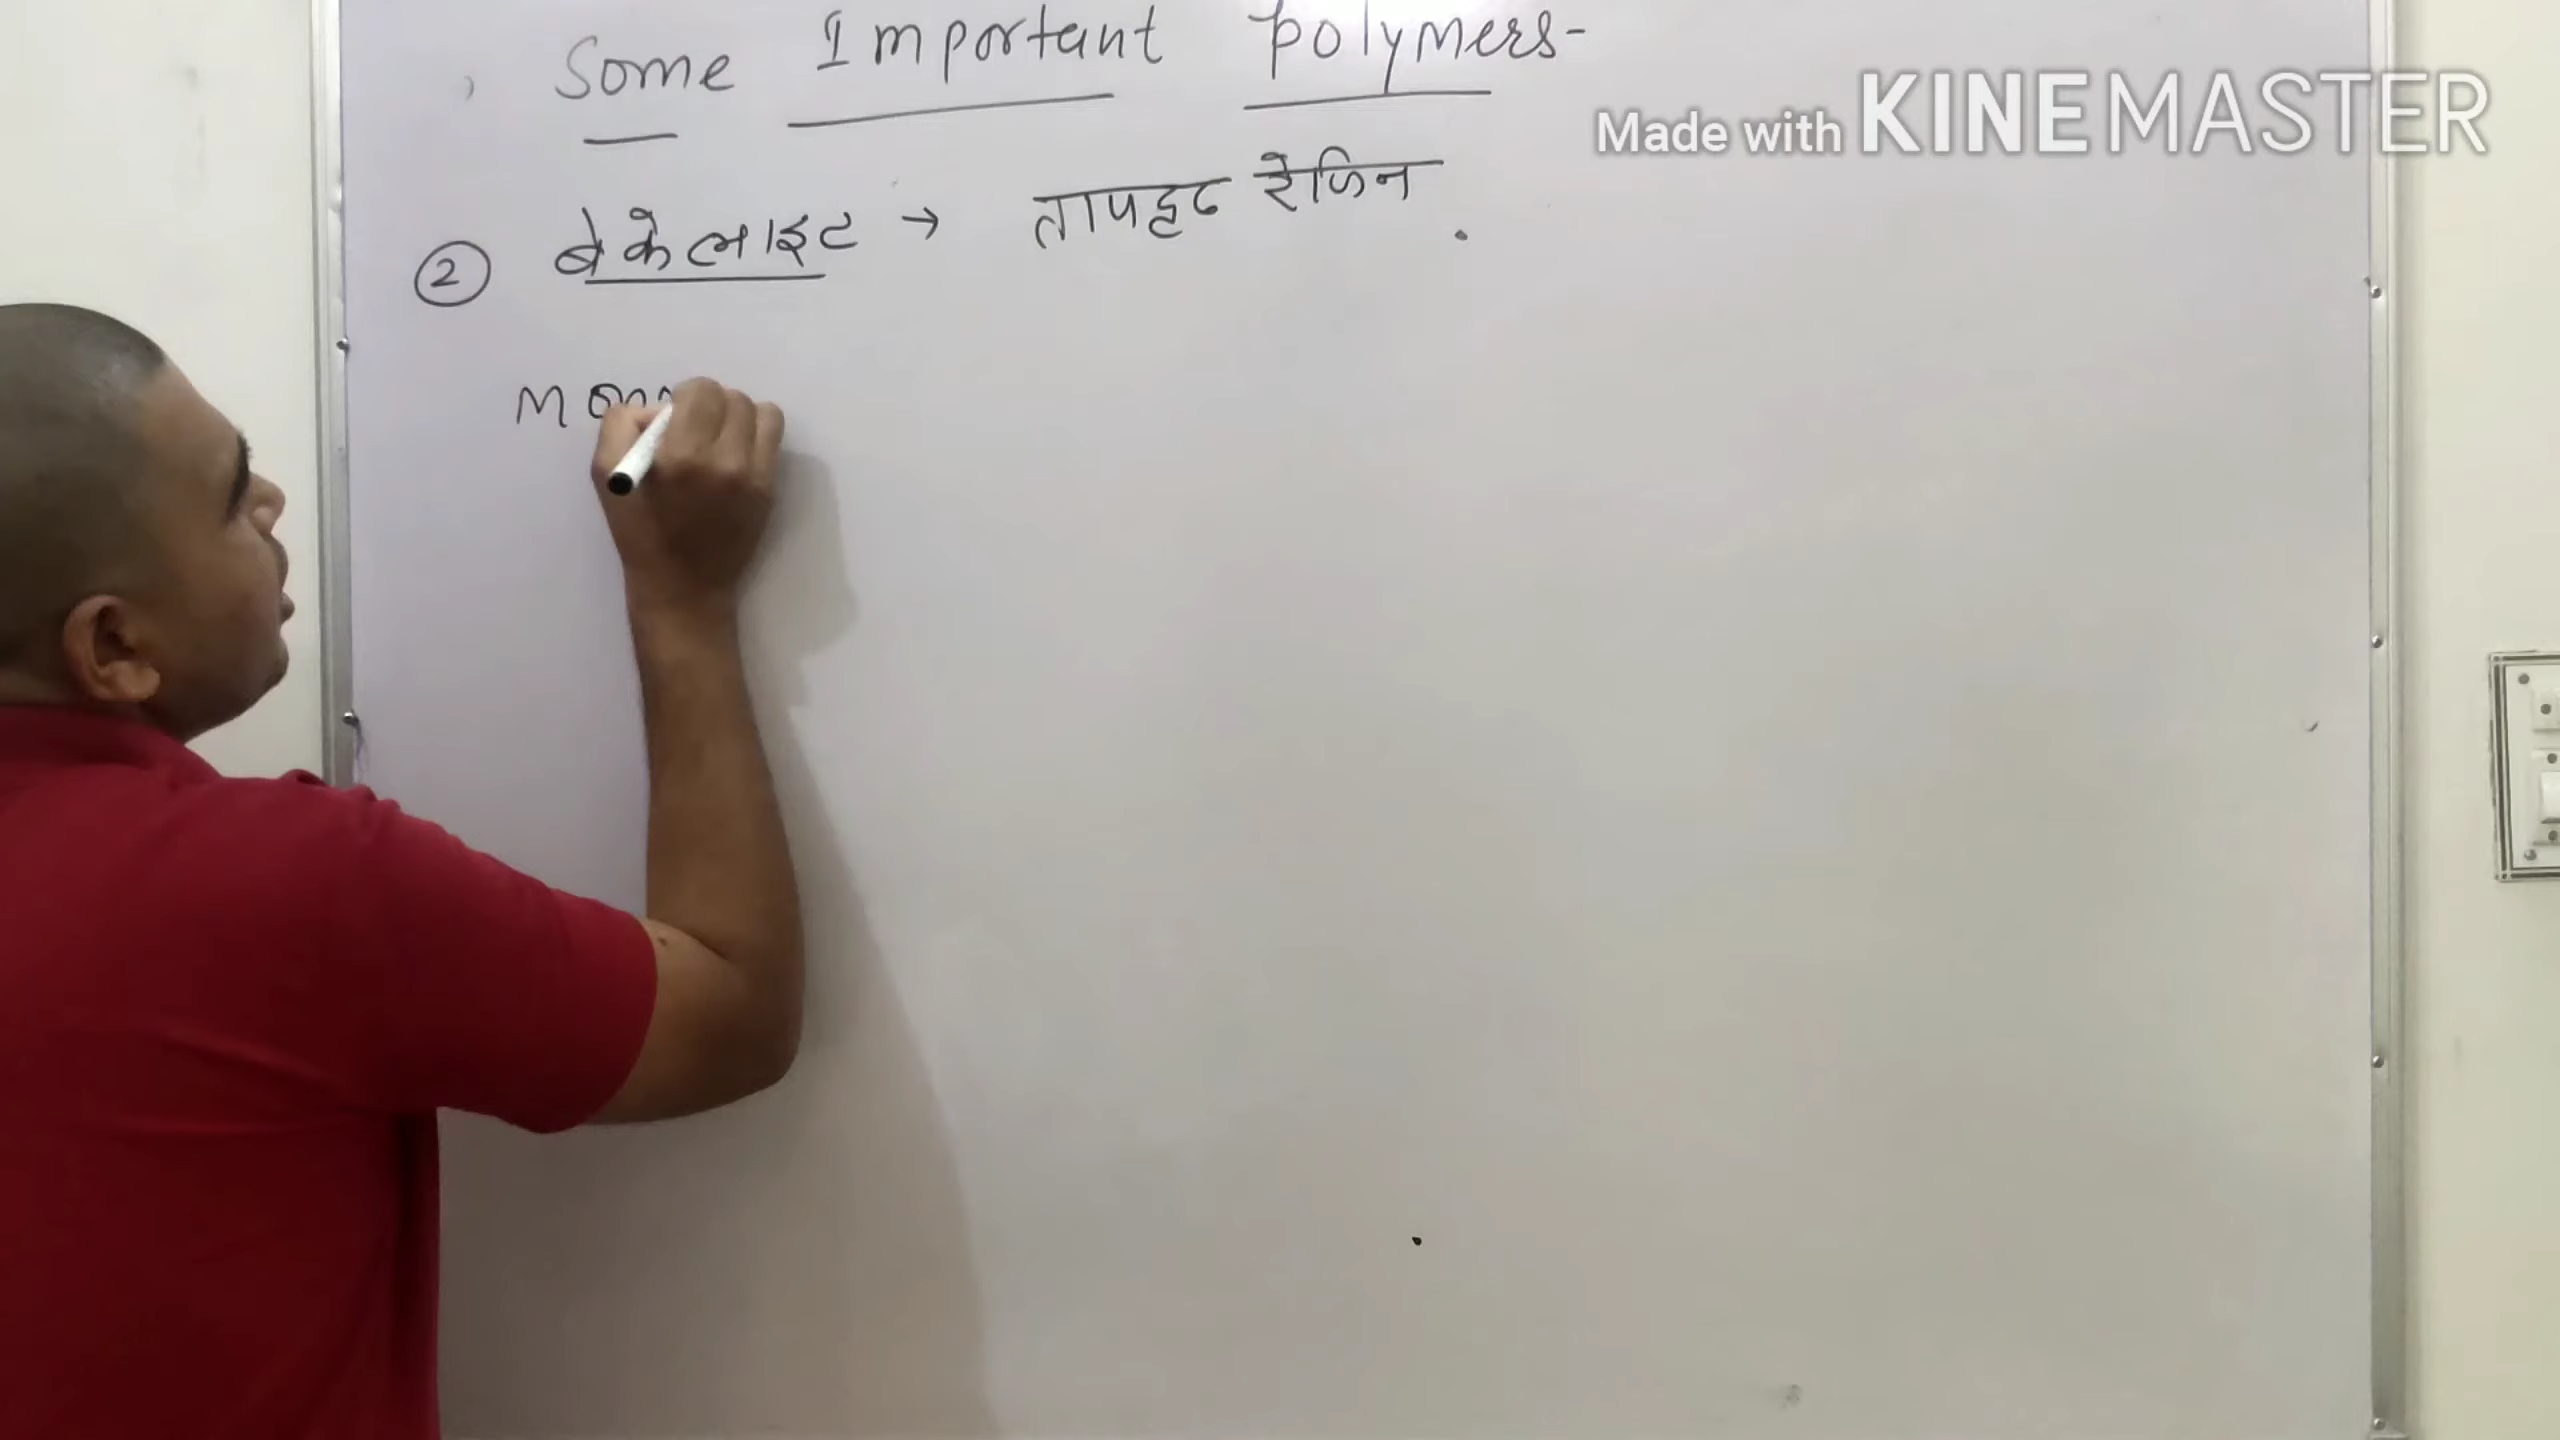 Some Important polymers-
Made with KINEMASTER
② बेकेलाइट → तापदृढ रेजिन .
Mon